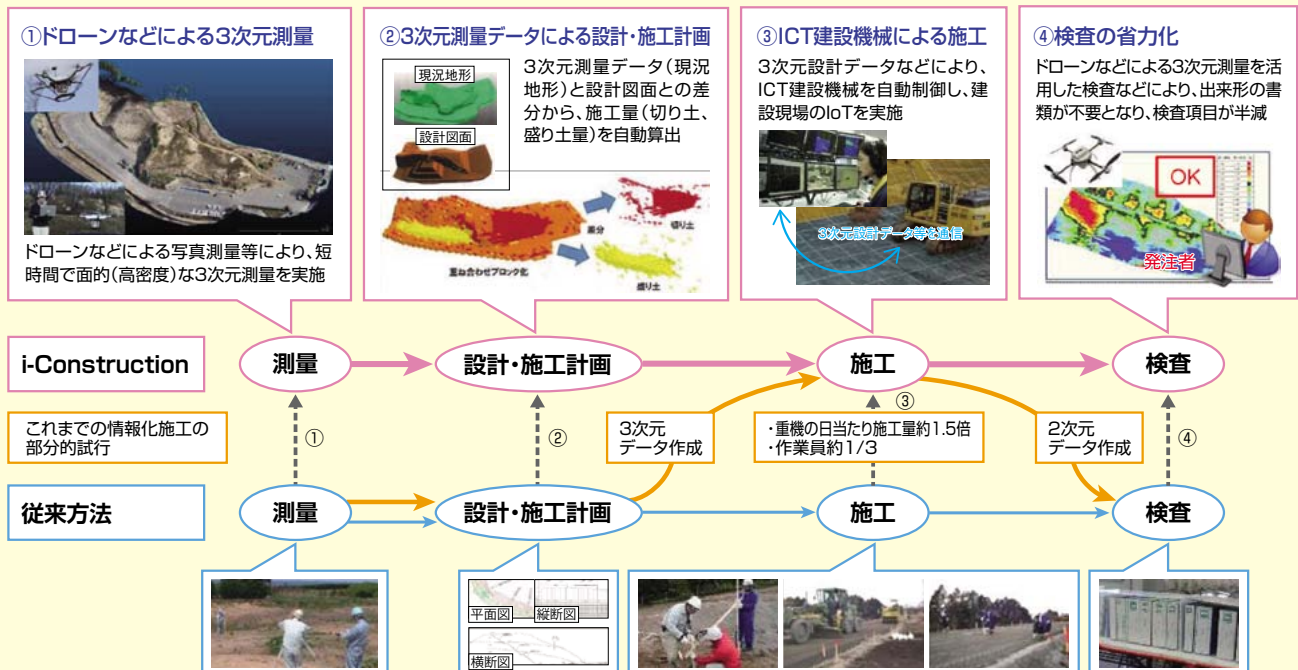 ①ドローンなどによる3次元測量
ドローンなどによる写真測量等により、短
時間で面的(高密度)な3次元測量を実施
②3次元測量データによる設計・施工計画
現況地形
設計図面
3次元測量データ(現況
地形)と設計図面との差
分から、施工量(切り土、
盛り土量)を自動算出
差分
切り土
重ね合わせブロック化
盛り土
③ICT建設機械による施工
3次元設計データなどにより、
ICT建設機械を自動制御し、建
設現場のIoTを実施
3次元設計データ等を通信
④検査の省力化
ドローンなどによる3次元測量を活
用した検査などにより、出来形の書
類が不要となり、検査項目が半減
OK
発注者
i-Construction
測量
設計・施工計画
施工
検査
これまでの情報化施工の
部分的試行
①
②
3次元
データ作成
③
・重機の日当たり施工量約1.5倍
・作業員約1/3
2次元
データ作成
④
従来方法
測量
設計・施工計画
施工
検査
平面図
縦断図
横断図